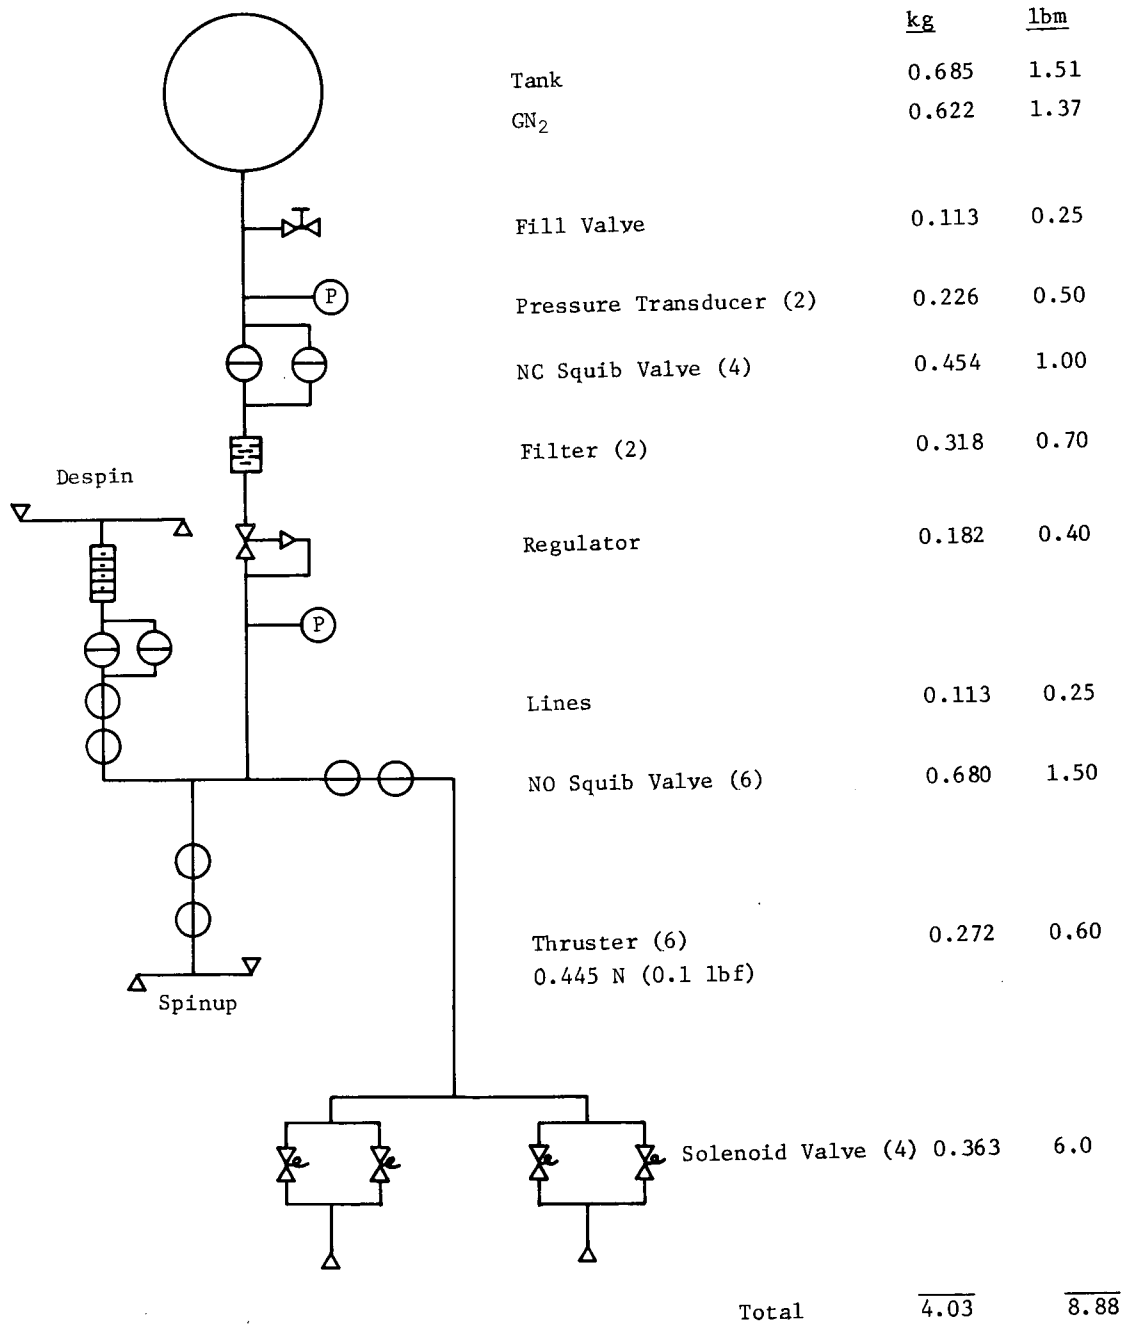 kg lbm
Tank 0.685 1.51
GN2 0.622 1.37
Fill Valve 0.113 0.25
P Pressure Transducer (2) 0.226 0.50
NC Squib Valve (4) 0.454 1.00
Filter (2) 0.318 0.70
Despin
Regulator 0.182 0.40
P
Lines 0.113 0.25
NO Squib Valve (6) 0.680 1.50
Thruster (6) 0.272 0.60
0.445 N (0.1 lbf)
Spinup
Solenoid Valve (4) 0.363 6.0
Total 4.03 8.88